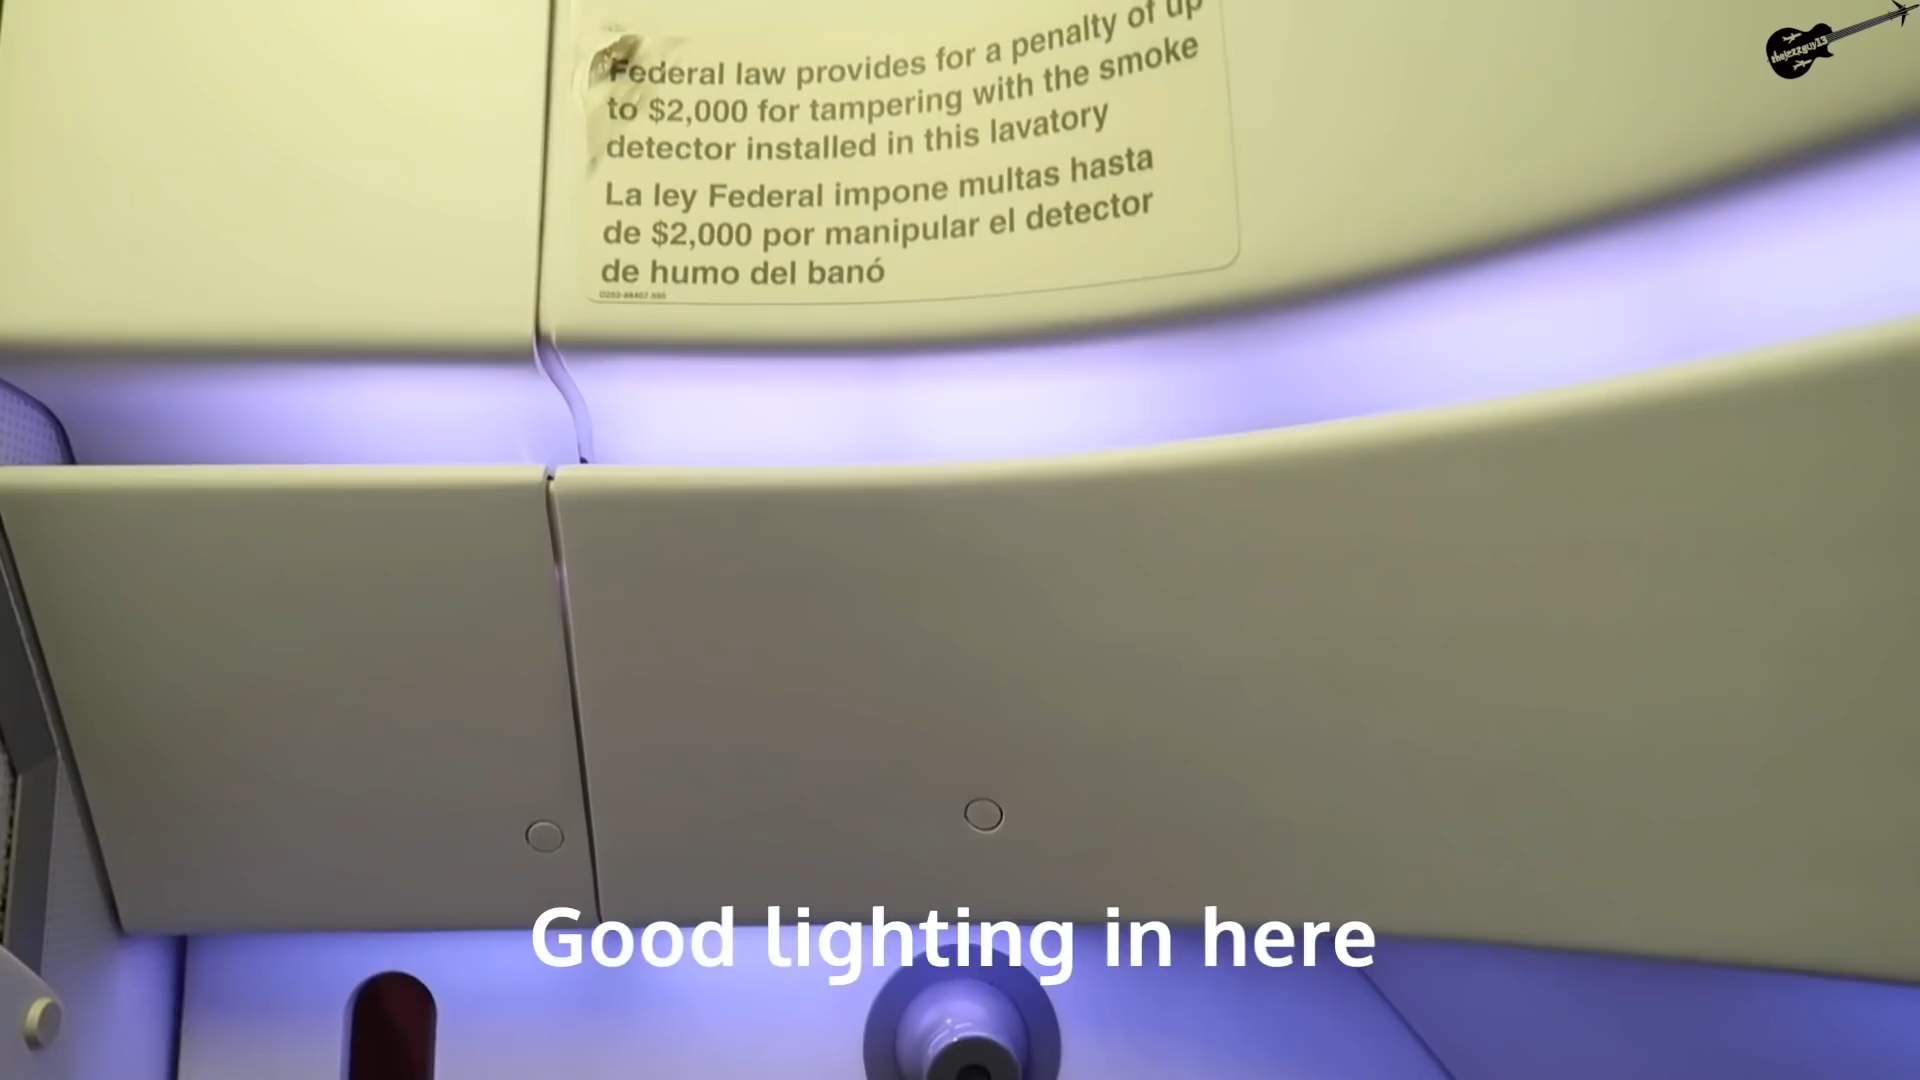 thejazzguy13
Federal law provides for a penalty of up
to $2,000 for tampering with the smoke
detector installed in this lavatory
La ley Federal impone multas hasta
de $2,000 por manipular el detector
de humo del banó
Good lighting in here